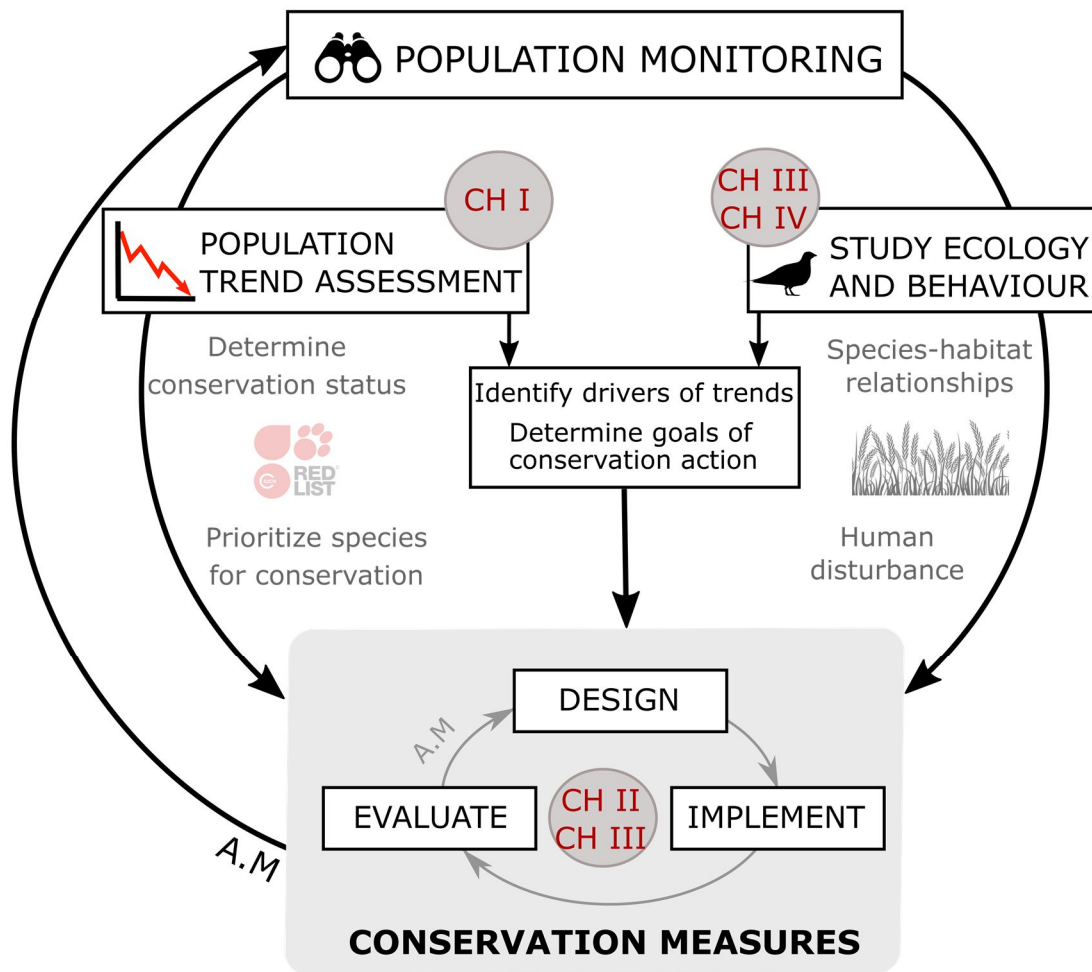 POPULATION MONITORING
CH I
CH III
CH IV
POPULATION
TREND ASSESSMENT
STUDY ECOLOGY
AND BEHAVIOUR
Determine
conservation status
RED
LIST
Prioritize species
for conservation
Identify drivers of trends
Determine goals of
conservation action
Species-habitat
relationships
Human
disturbance
DESIGN
A.M
EVALUATE
CH II
CH III
IMPLEMENT
A.M
CONSERVATION MEASURES